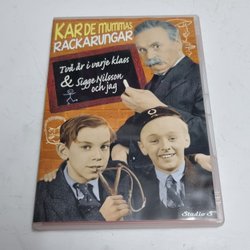 KAR DE MUMMAS
RACKARUNGAR
Två år i varje klass
& Sigge Nilsson
och jag
Studio S